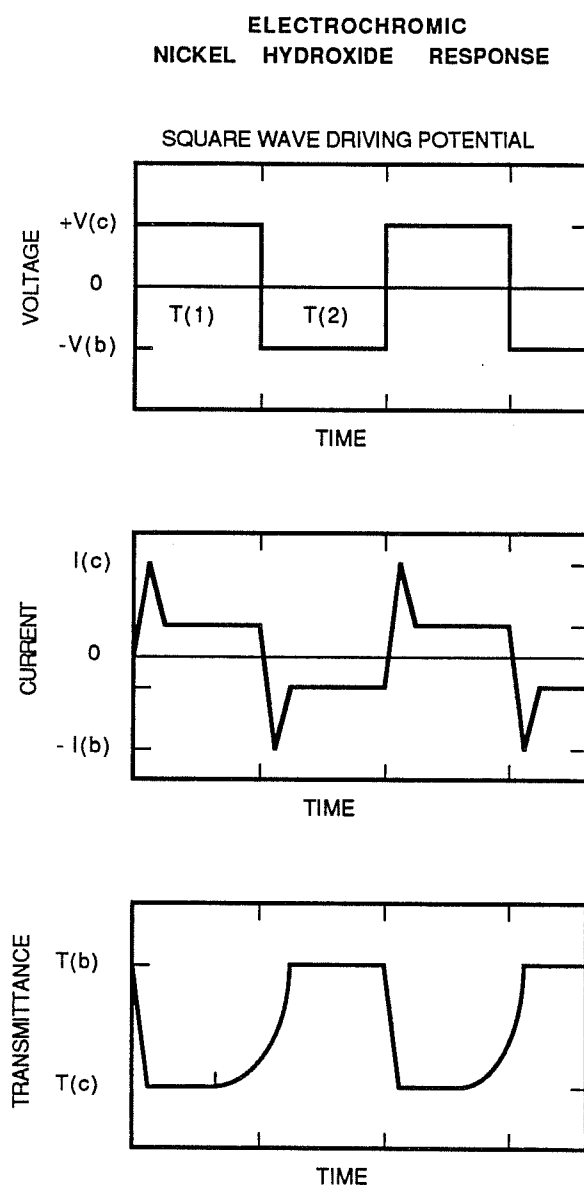 ELECTROCHROMIC
NICKEL HYDROXIDE RESPONSE
SQUARE WAVE DRIVING POTENTIAL
VOLTAGE
+V(c)
0
T(1) T(2)
-V(b)
TIME
CURRENT
I(c)
0
- I(b)
TIME
TRANSMITTANCE
T(b)
T(c)
TIME